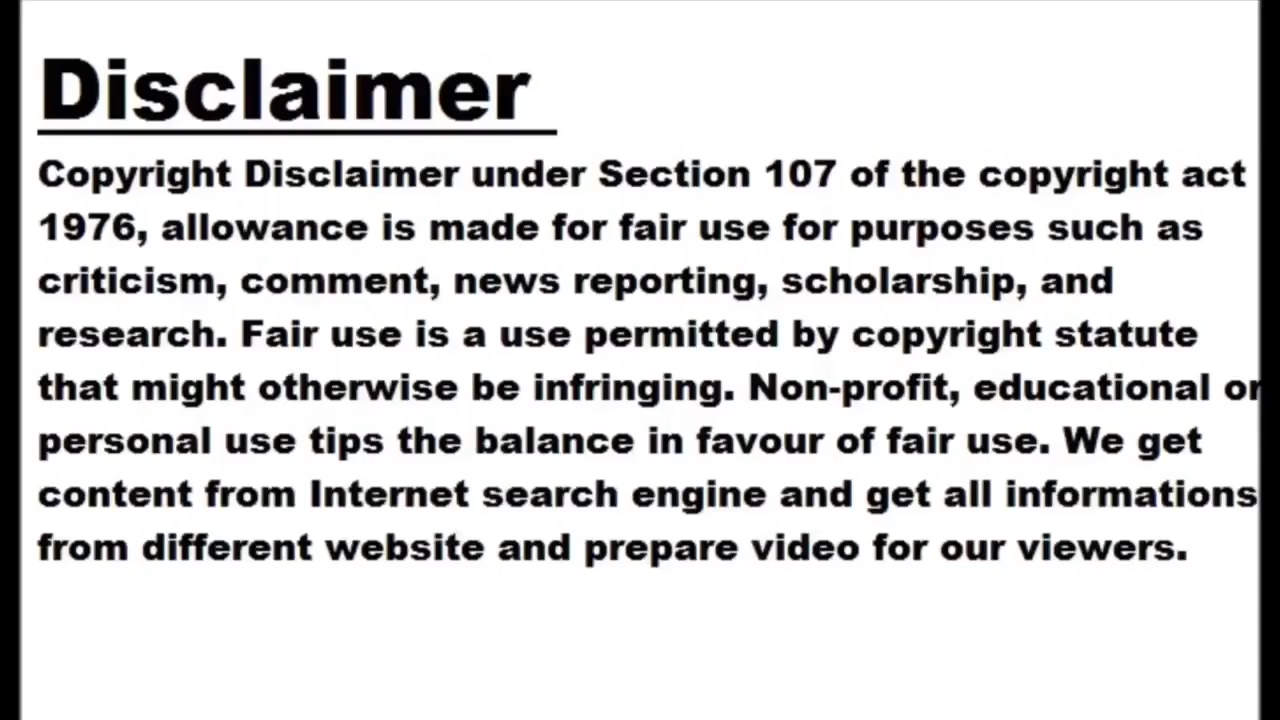 Disclaimer
Copyright Disclaimer under Section 107 of the copyright act
1976, allowance is made for fair use for purposes such as
criticism, comment, news reporting, scholarship, and
research. Fair use is a use permitted by copyright statute
that might otherwise be infringing. Non-profit, educational or
personal use tips the balance in favour of fair use. We get
content from Internet search engine and get all informations
from different website and prepare video for our viewers.